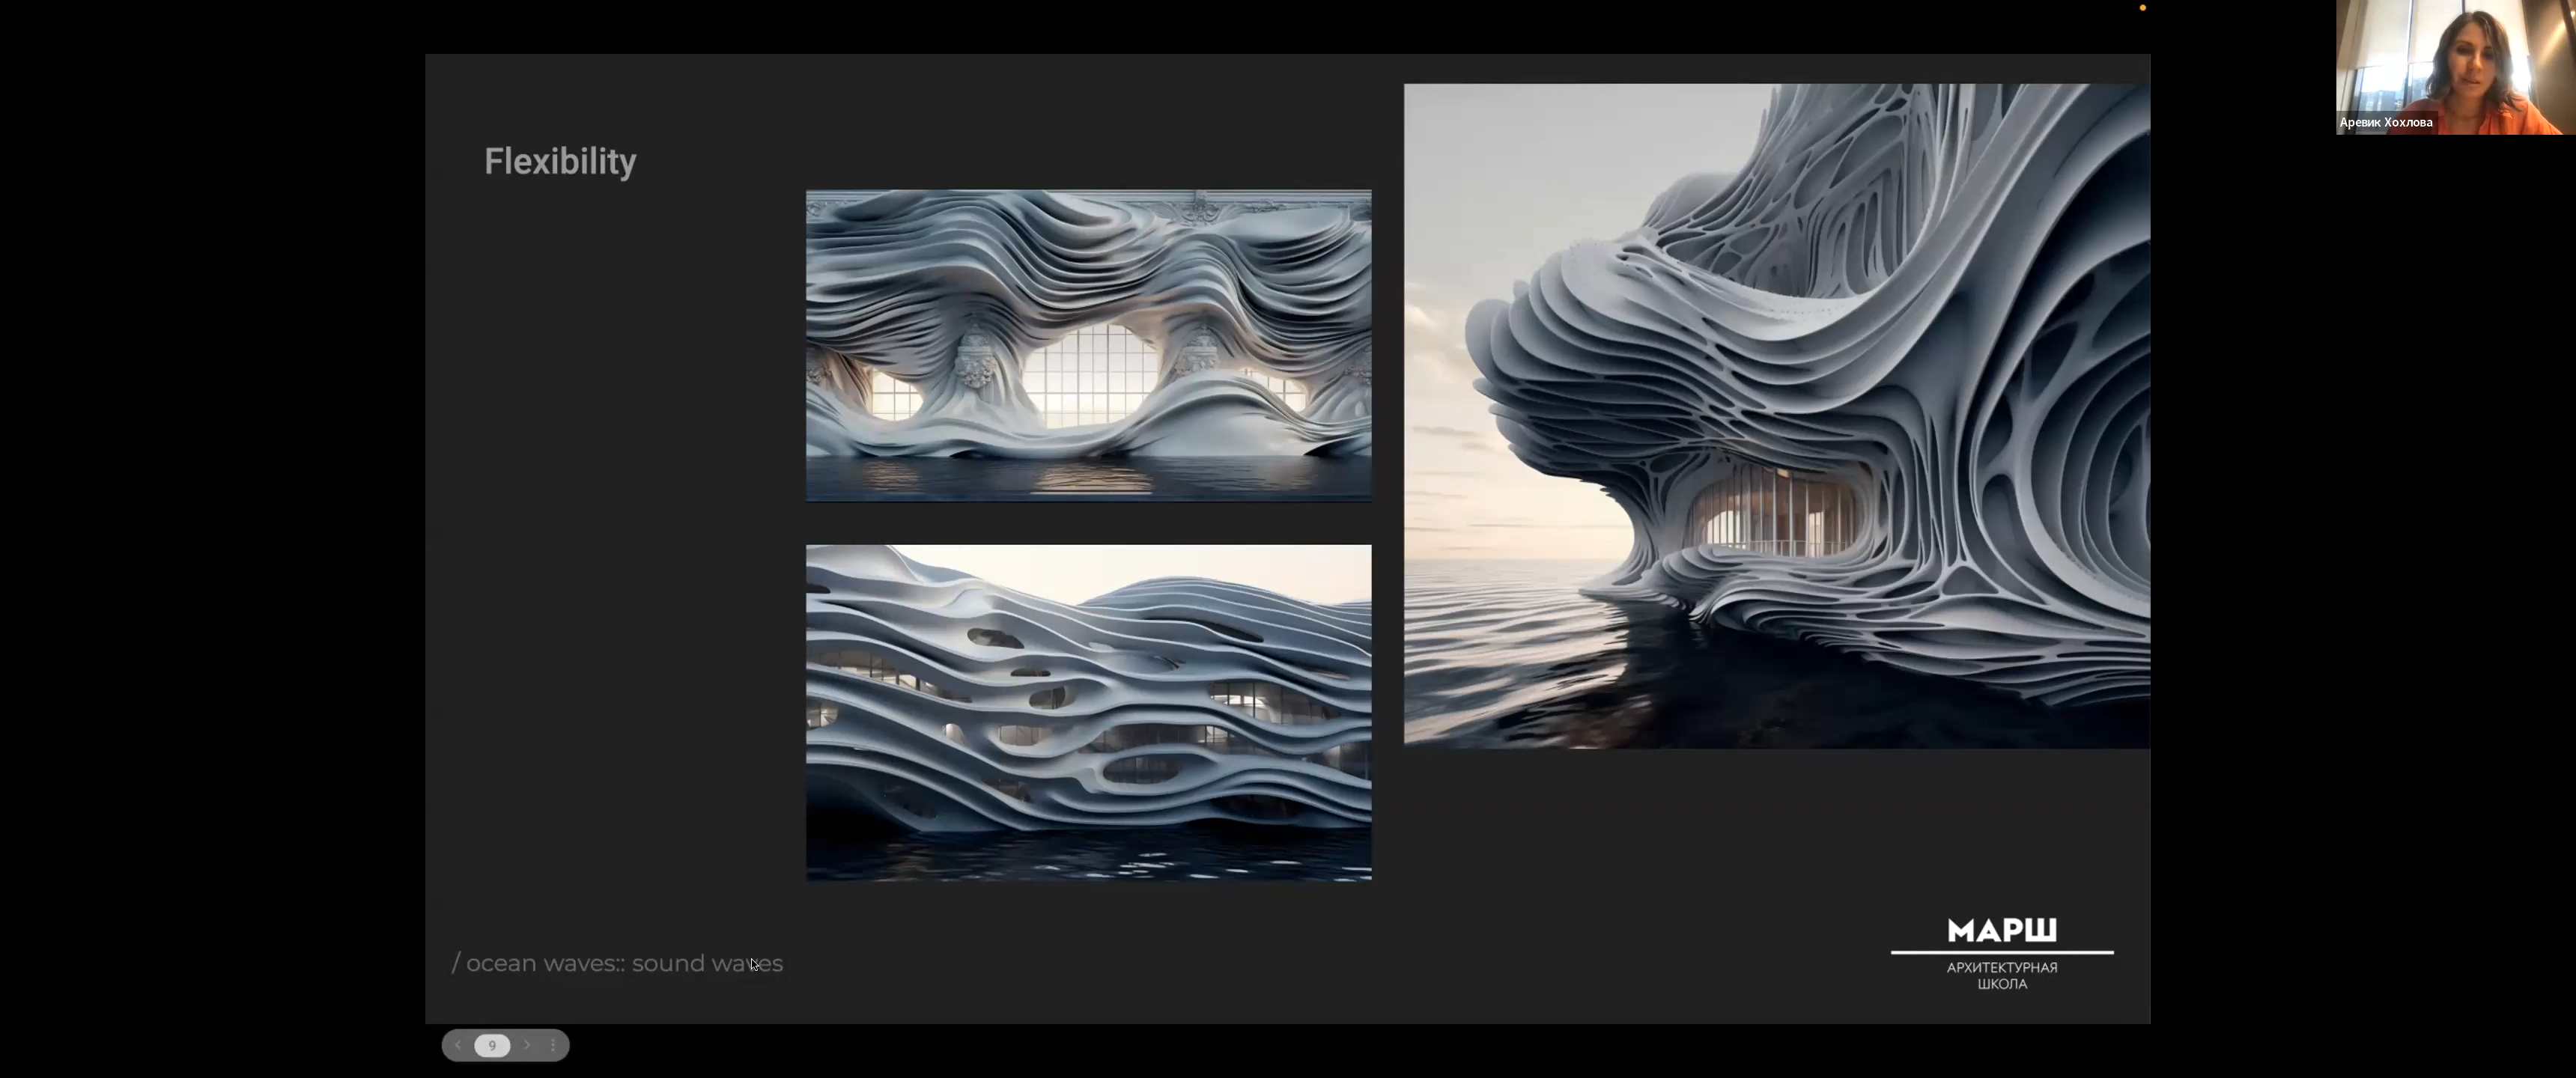 Аревик Хохлова
Flexibility
/ ocean waves:: sound waves
МАРШ
АРХИТЕКТУРНАЯ
ШКОЛА
9